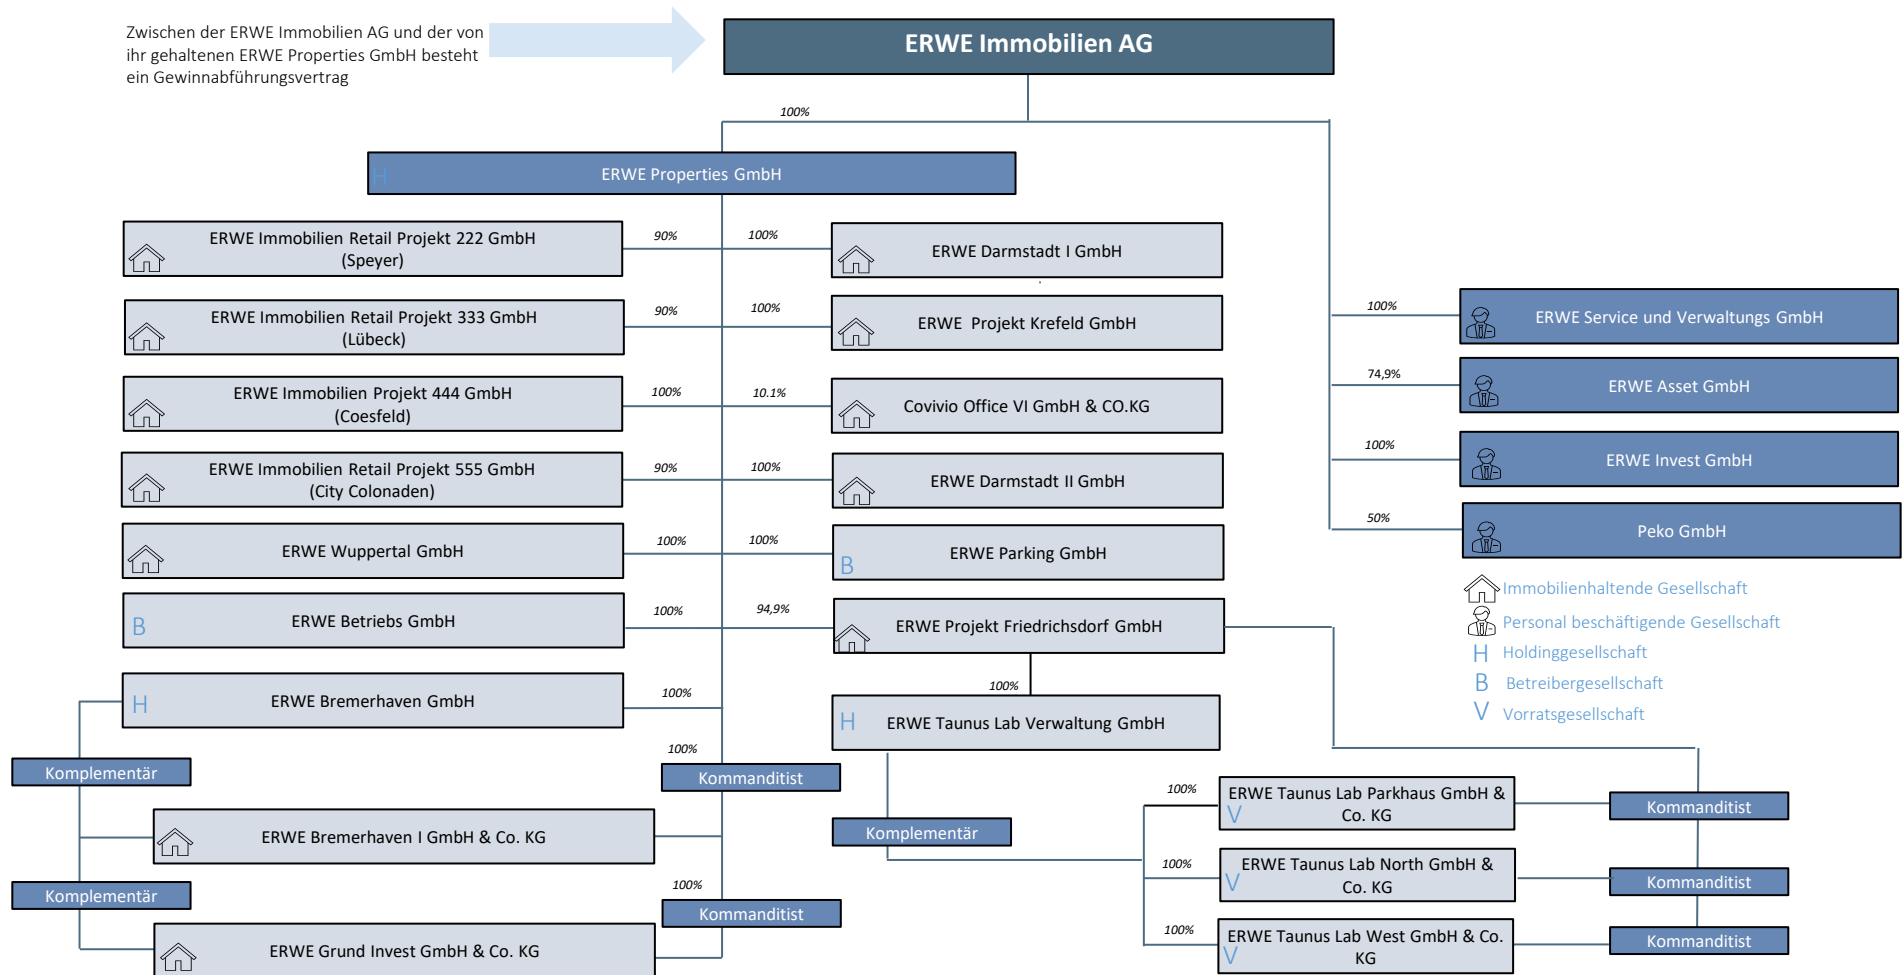 Zwischen der ERWE Immobilien AG und der von
ihr gehaltenen ERWE Properties GmbH besteht
ein Gewinnabführungsvertrag
ERWE Immobilien AG
100%
H
ERWE Properties GmbH
ERWE Immobilien Retail Projekt 222 GmbH
(Speyer)
90%
100%
ERWE Darmstadt I GmbH
ERWE Immobilien Retail Projekt 333 GmbH
(Lübeck)
90%
100%
ERWE  Projekt Krefeld GmbH
ERWE Immobilien Projekt 444 GmbH
(Coesfeld)
100%
10.1%
Covivio Office VI GmbH & CO.KG
ERWE Immobilien Retail Projekt 555 GmbH
(City Colonaden)
90%
100%
ERWE Darmstadt II GmbH
ERWE Wuppertal GmbH
100%
100%
B
ERWE Parking GmbH
B
ERWE Betriebs GmbH
100%
94,9%
ERWE Projekt Friedrichsdorf GmbH
H
ERWE Bremerhaven GmbH
100%
100%
H
ERWE Taunus Lab Verwaltung GmbH
100%
Komplementär
Kommanditist
ERWE Bremerhaven I GmbH & Co. KG
Komplementär
100%
Kommanditist
ERWE Grund Invest GmbH & Co. KG
Komplementär
100%
ERWE Taunus Lab Parkhaus GmbH &
Co. KG
V
Kommanditist
100%
ERWE Taunus Lab North GmbH &
Co. KG
V
Kommanditist
100%
ERWE Taunus Lab West GmbH & Co.
KG
V
Kommanditist
100%
ERWE Service und Verwaltungs GmbH
74,9%
ERWE Asset GmbH
100%
ERWE Invest GmbH
50%
Peko GmbH
Immobilienhaltende Gesellschaft
Personal beschäftigende Gesellschaft
H Holdinggesellschaft
B Betreibergesellschaft
V Vorratsgesellschaft